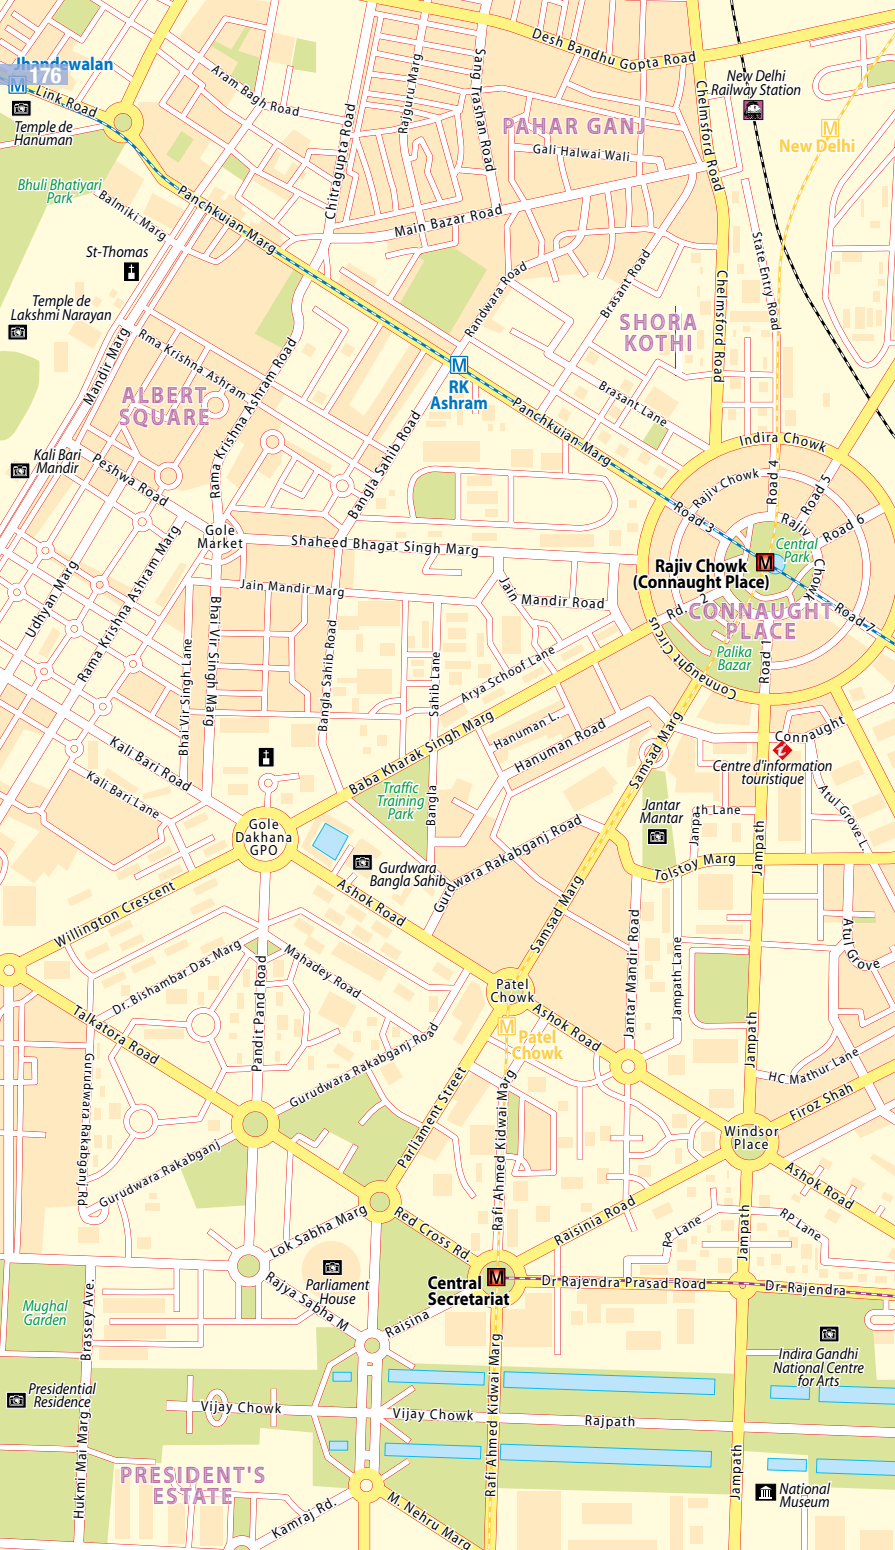 Desh Bandhu Gopta Road
Jhandewalan
176
M
Link Road
Temple de
Hanuman
Aram Bagh Road
Rajguru Marg
Sang Trashan Road
Chitragupta Road
PAHAR GANJ
Gali Halwai Wali
Chelmsford Road
New Delhi
Railway Station
M
New Delhi
Bhuli Bhatiyari
Park
Balmiki Marg
Panchkuian Marg
Main Bazar Road
State Entry Road
St-Thomas
Temple de
Lakshmi Narayan
Randwara Road
Brasant Road
Chelmsford Road
SHORA
KOTHI
Mandir Marg
Rma Krishna Ashram
Rama Krishna Ashram Road
ALBERT
SQUARE
M
RK
Ashram
Brasant Lane
Panchkuian Marg
Bangla Sahib Road
Kali Bari
Mandir
Peshwa Road
Indira Chowk
Rajiv Chowk
Road 4
Road 5
Road 3
Rajiv
Road 6
Gole
Market
Shaheed Bhagat Singh Marg
Central
Park
M
Rajiv Chowk
(Connaught Place)
Chowk
Udhyan Marg
Rama Krishna Ashram Marg
Jain Mandir Marg
Jain Mandir Road
Rd. 2
CONNAUGHT
PLACE
Road 7
Bhai Vir Singh Marg
Bhai Vir Singh Lane
Bangla Sahib Road
Sahib Lane
Arya Schoof Lane
Connaught Circus
Palika
Bazar
Road 1
Connaught
Baba Kharak Singh Marg
Hanuman L.
Hanuman Road
Samsad Marg
Connaught
Centre d'information
touristique
Kali Bari Road
Kali Bari Lane
Traffic
Training
Park
Bangla
Jantar
Mantar
Janpath Lane
Atul Grove L.
Gole
Dakhana
GPO
Gurdwara
Bangla Sahib
Gurdwara Rakabganj Road
Tolstoy Marg
Jampath
Willington Crescent
Ashok Road
Samsad Marg
Jantar Mandir Road
Jampath Lane
Atul Grove
Dr. Bishambar Das Marg
Mahadey Road
Pandit Pand Road
Patel
Chowk
Ashok Road
M
Patel
Chowk
Talkatora Road
Gurudwara Rakabganj Road
Gurudwara Rakabganj Rd
Parliament Street
Rafi Ahmed Kidwai Marg
Jampath
HC Mathur Lane
Firoz Shah
Windsor
Place
Gurudwara Rakabganj
Ashok Road
Lok Sabha Marg
Red Cross Rd
Raisinia Road
RP Lane
RP Lane
Jampath
Parliament
House
Rajya Sabha M
Central
Secretariat
M
Dr Rajendra Prasad Road
Dr. Rajendra
Mughal
Garden
Brassey Ave.
Raisina
Indira Gandhi
National Centre
for Arts
Presidential
Residence
Vijay Chowk
Vijay Chowk
Rajpath
Rafi Ahmed Kidwai Marg
Hukmi Mai Marg
PRESIDENT'S
ESTATE
Jampath
National
Museum
Kamraj Rd.
M. Nehru Marg